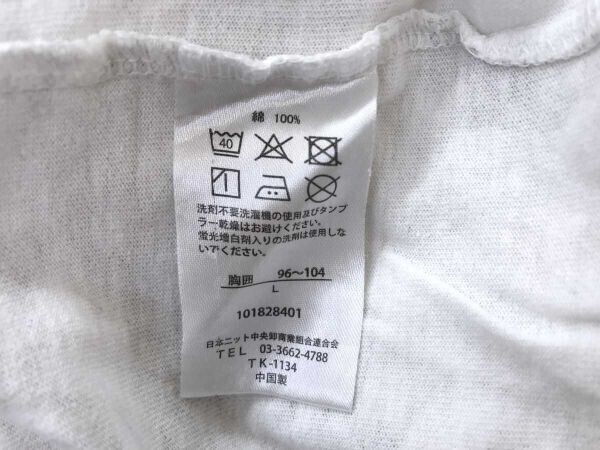 綿 100%
40
洗剤不要洗濯機の使用及びタンブ
ラー乾燥はお避けください。
蛍光増白剤入りの洗剤は使用しな
いでください。
胸囲 96～104
L
101828401
日本ニット中央卸商業組合連合会
TEL 03-3662-4788
TK-1134
中国製